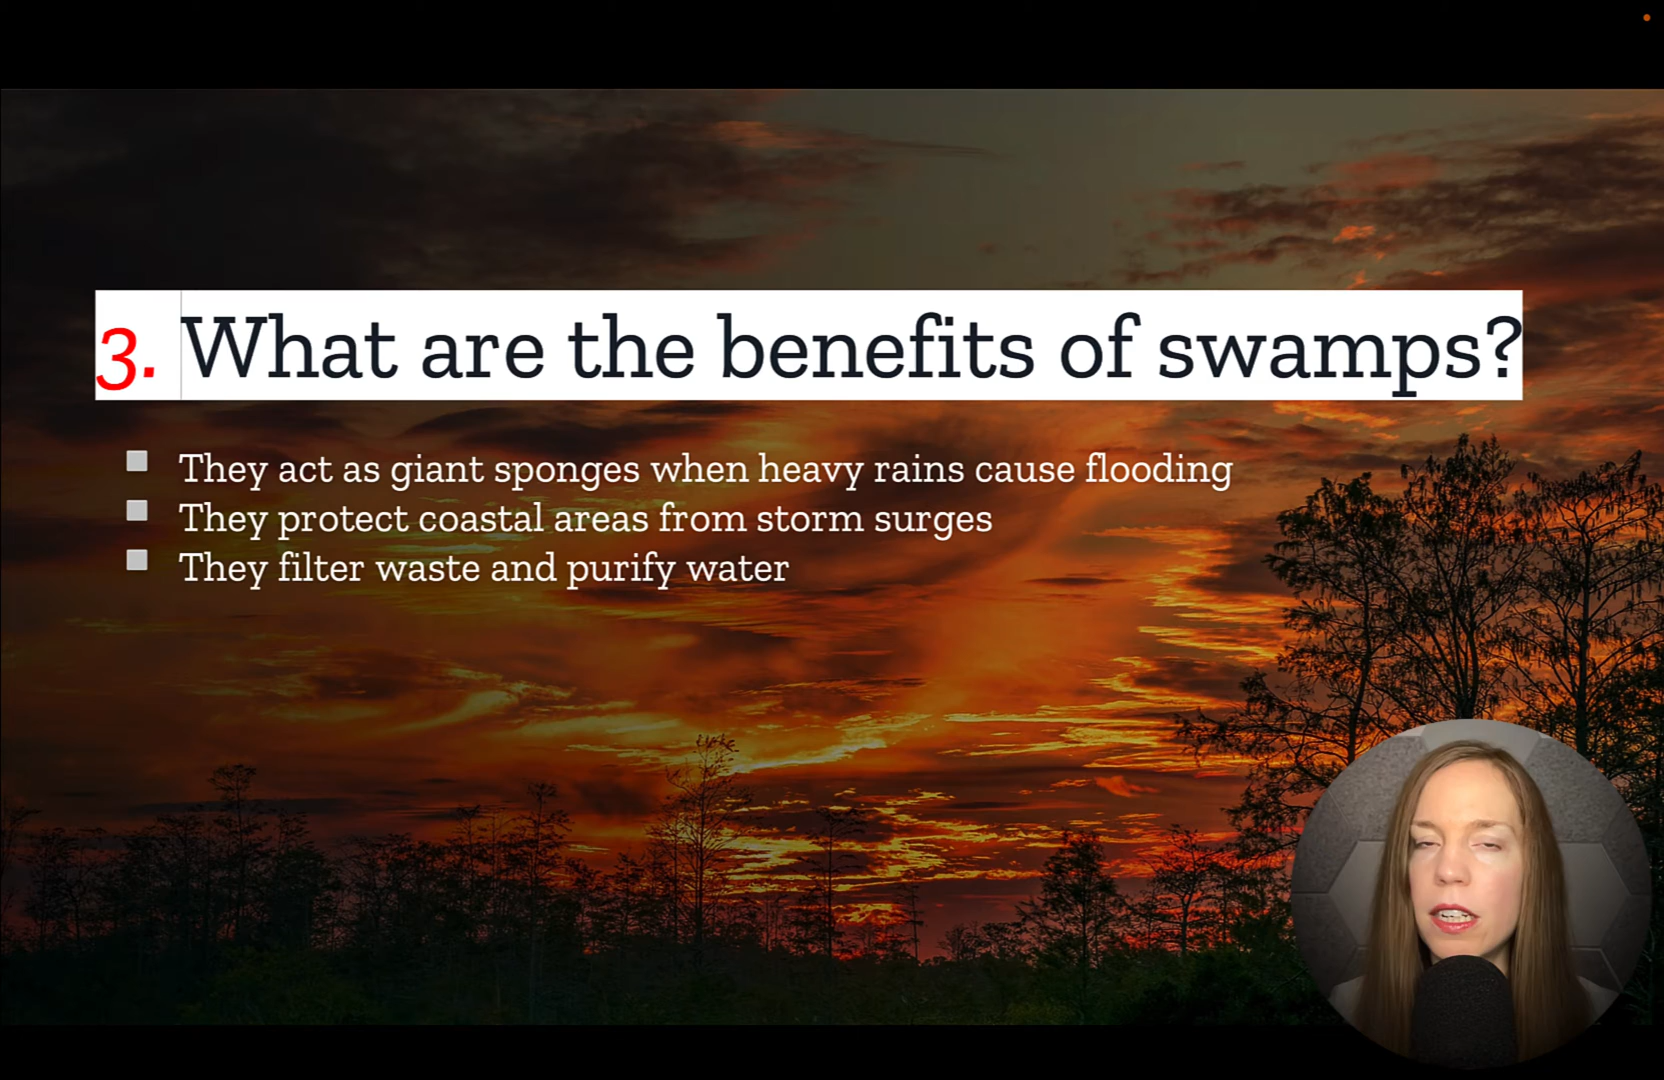 3. What are the benefits of swamps?
They act as giant sponges when heavy rains cause flooding
They protect coastal areas from storm surges
They filter waste and purify water